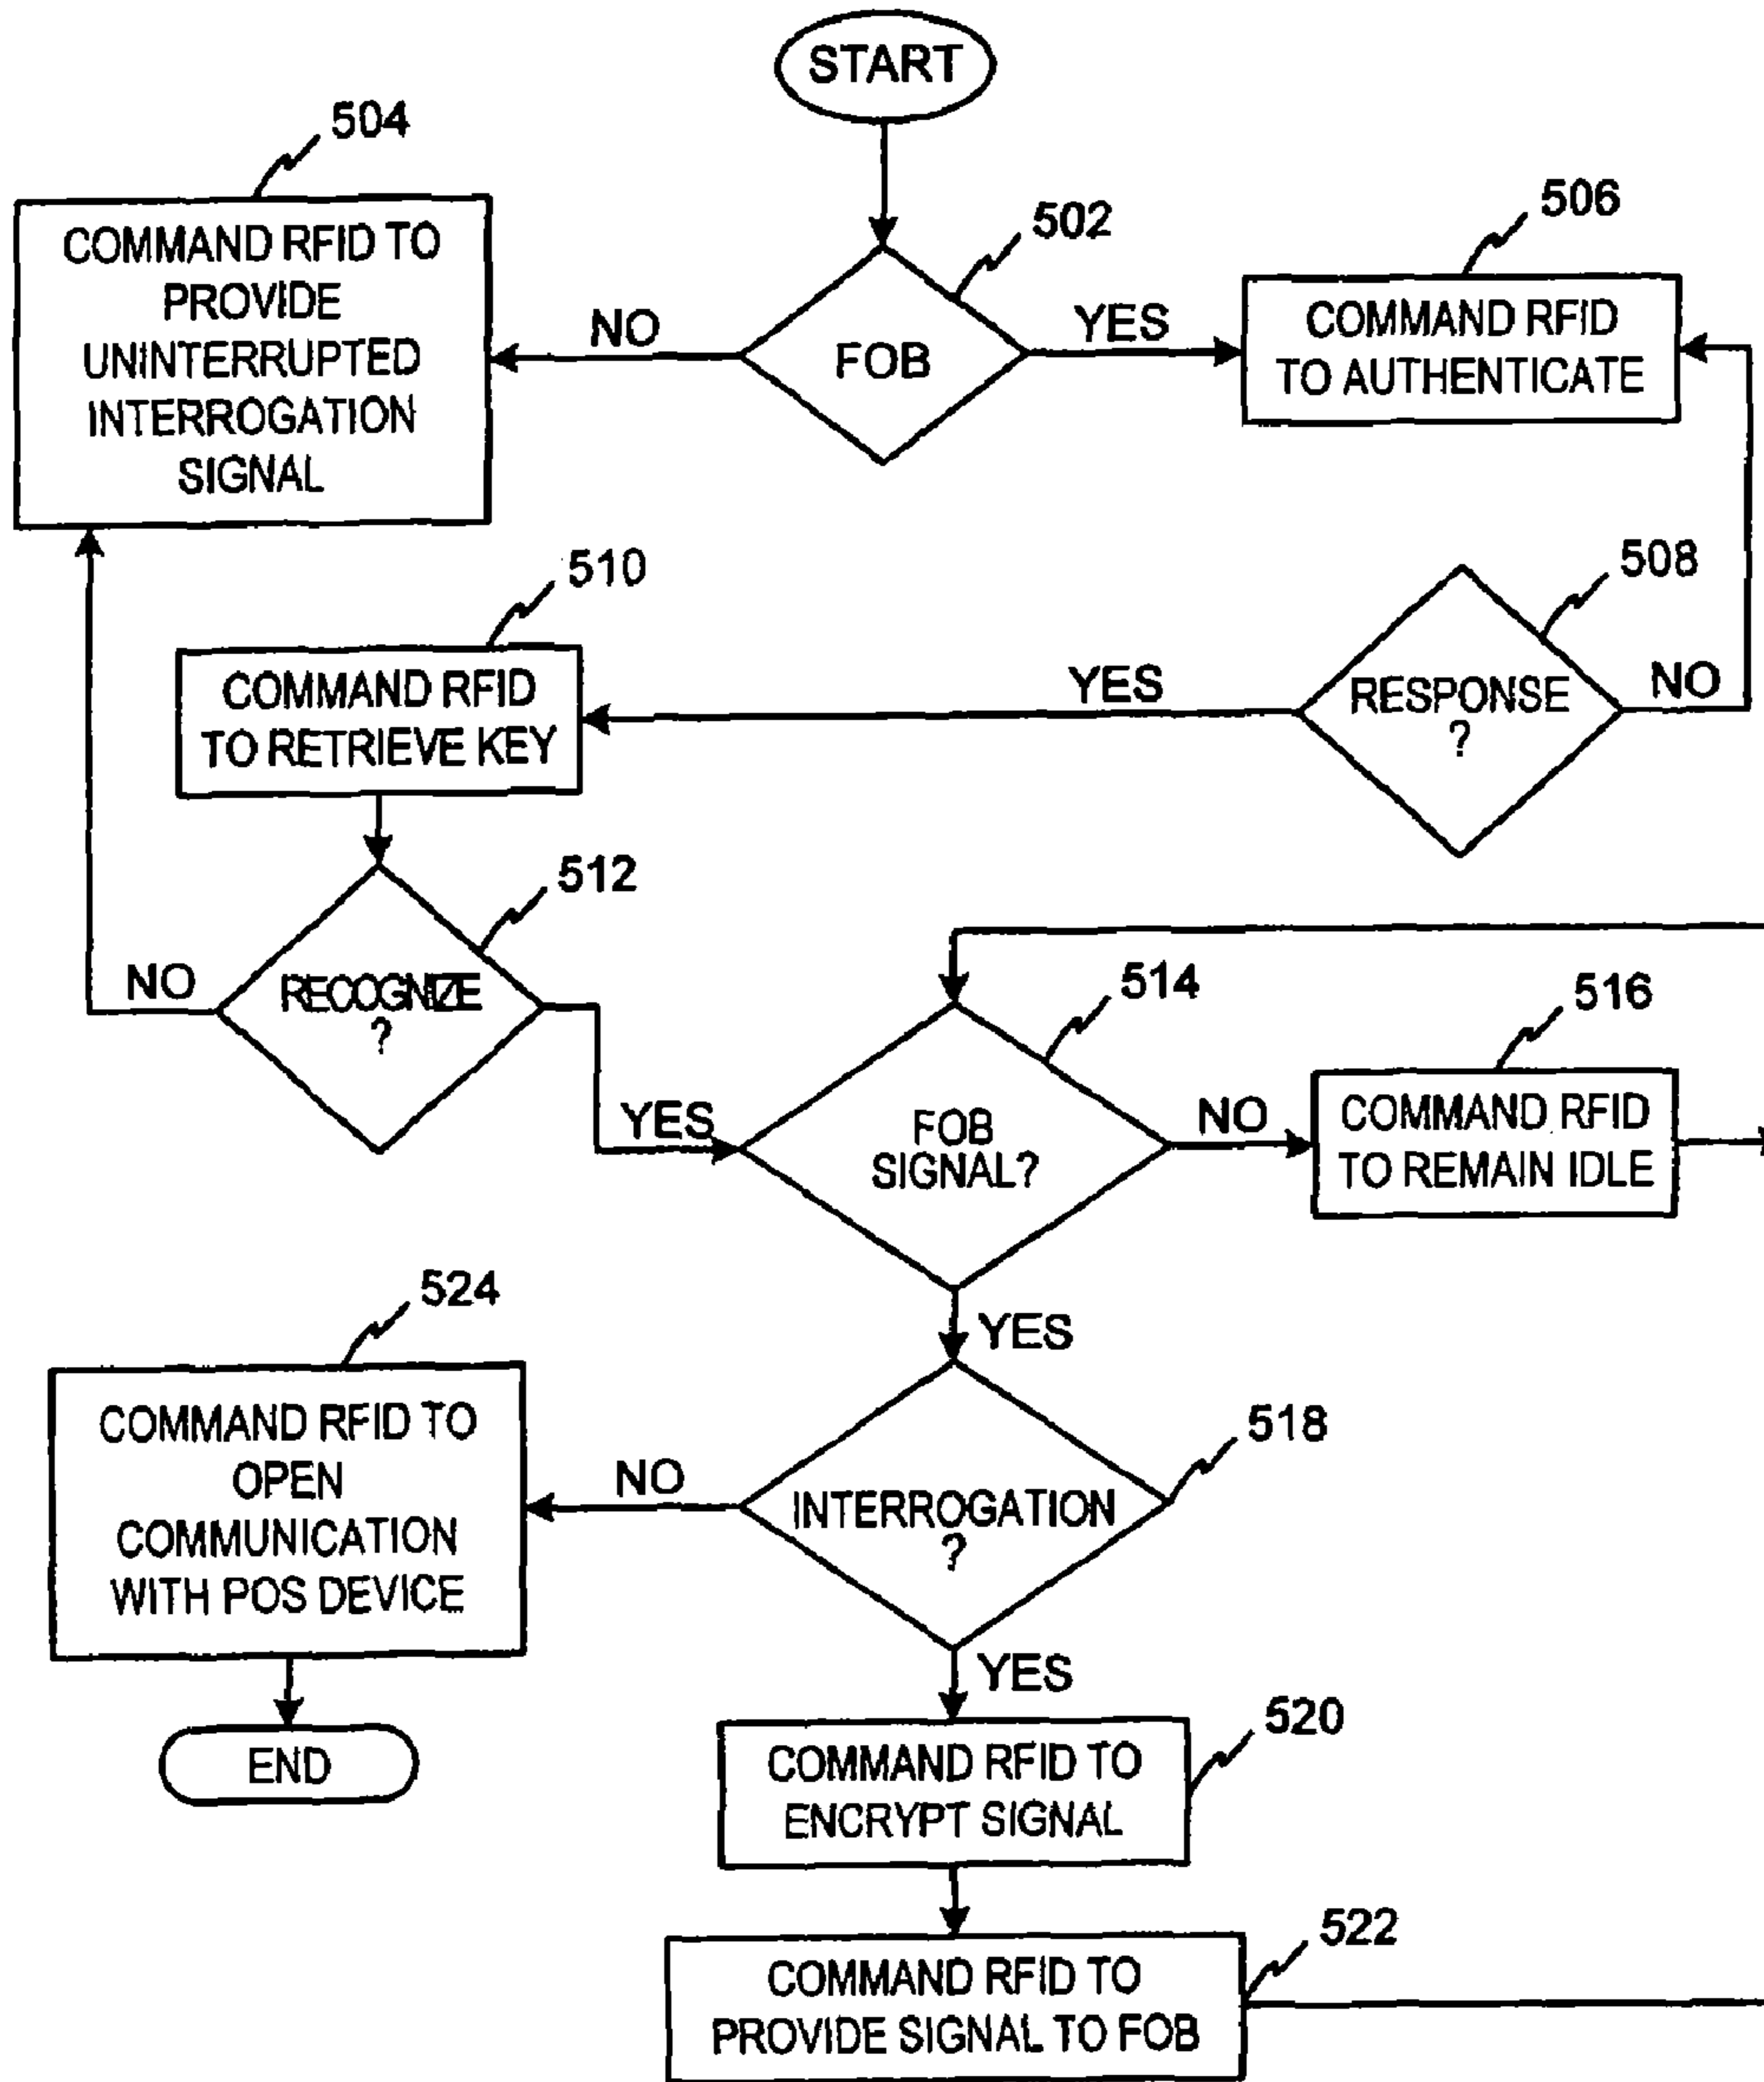 START
504
COMMAND RFID TO
PROVIDE
UNINTERRUPTED
INTERROGATION
SIGNAL
502
FOB
NO
YES
506
COMMAND RFID
TO AUTHENTICATE
508
RESPONSE
?
NO
YES
510
COMMAND RFID
TO RETRIEVE KEY
512
RECOGNIZE
?
NO
YES
514
FOB
SIGNAL?
NO
516
COMMAND RFID
TO REMAIN IDLE
YES
518
INTERROGATION
?
NO
524
COMMAND RFID TO
OPEN
COMMUNICATION
WITH POS DEVICE
END
YES
520
COMMAND RFID TO
ENCRYPT SIGNAL
522
COMMAND RFID TO
PROVIDE SIGNAL TO FOB